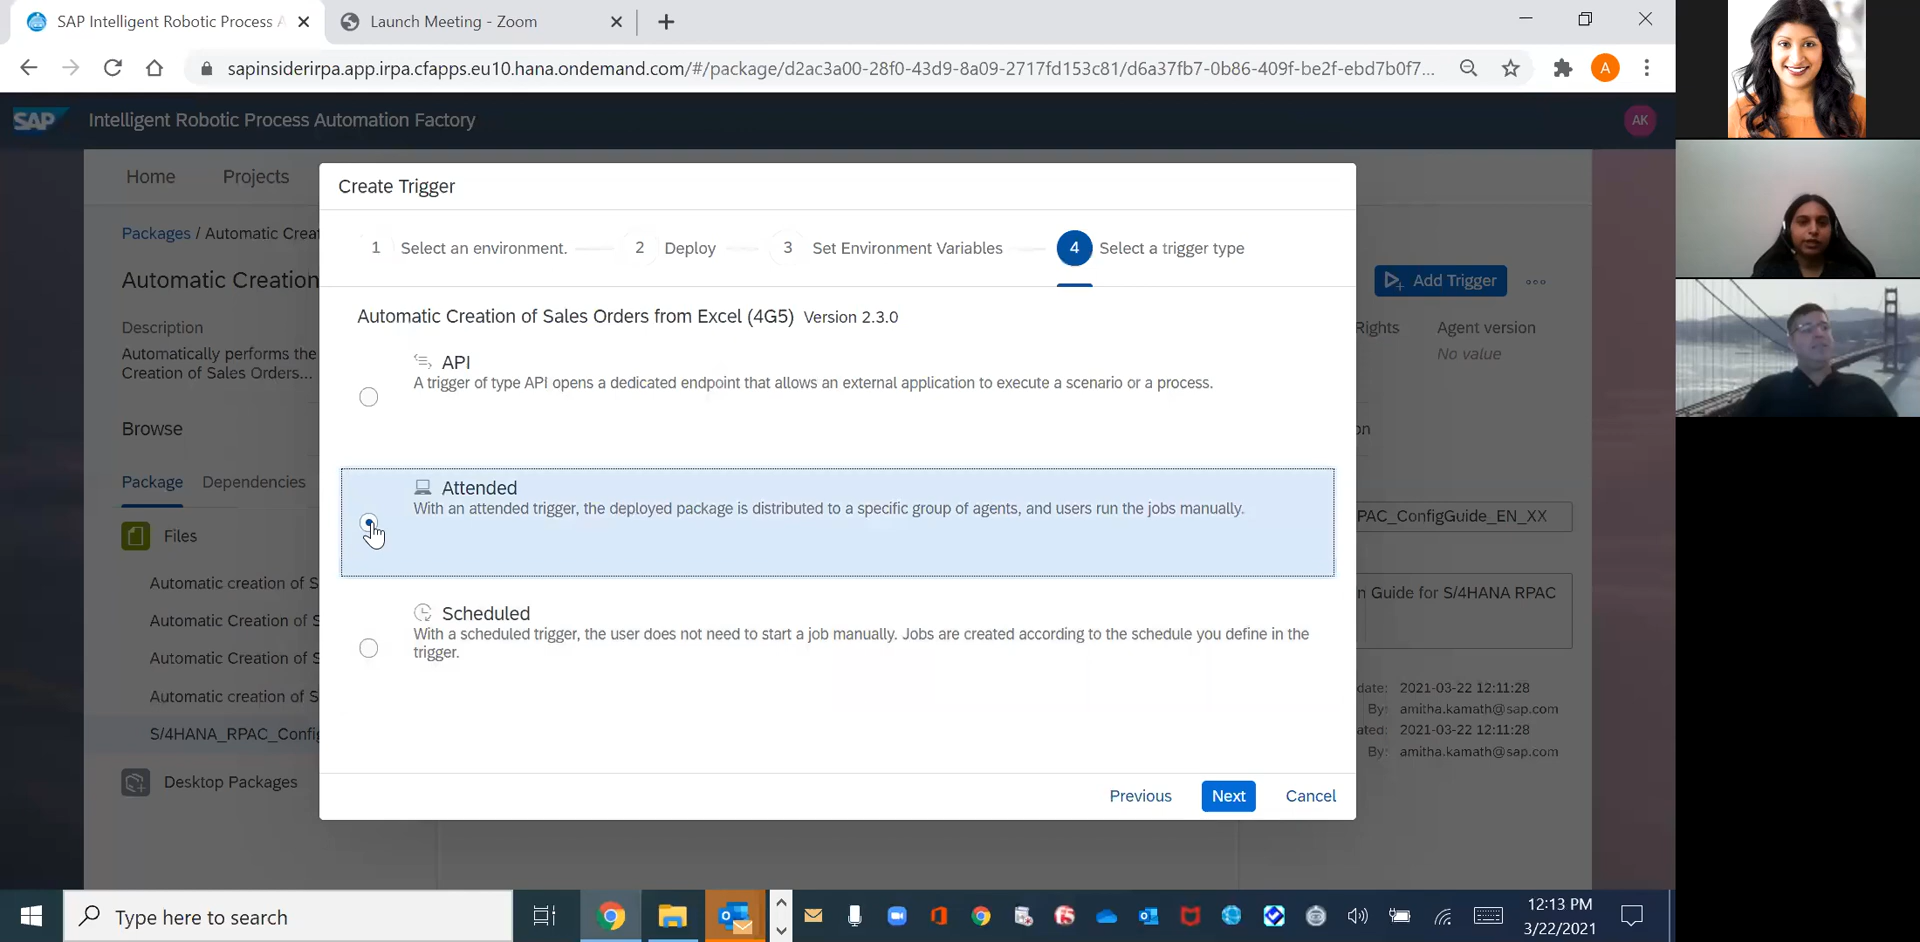 SAP Intelligent Robotic Process A
Launch Meeting - Zoom
sapinsiderirpa.app.irpa.cfapps.eu10.hana.ondemand.com/#/package/d2ac3a00-28f0-43d9-8a09-2717fd153c81/d6a37fb7-0b86-409f-be2f-ebd7b0f7...
A
SAP
Intelligent Robotic Process Automation Factory
AK
Home
Projects
Packages / Automatic Crea
Automatic Creation
Description
Automatically performs the
Creation of Sales Orders...
Browse
Package
Dependencies
Files
Automatic creation of S
Automatic Creation of S
Automatic Creation of S
Automatic creation of S
S/4HANA_RPAC_Config
Desktop Packages
Create Trigger
1 Select an environment.
2 Deploy
3 Set Environment Variables
4 Select a trigger type
Automatic Creation of Sales Orders from Excel (4G5) Version 2.3.0
API
A trigger of type API opens a dedicated endpoint that allows an external application to execute a scenario or a process.
Attended
With an attended trigger, the deployed package is distributed to a specific group of agents, and users run the jobs manually.
Scheduled
With a scheduled trigger, the user does not need to start a job manually. Jobs are created according to the schedule you define in the
trigger.
Previous
Next
Cancel
Add Trigger
Rights
Agent version
No value
on
PAC_ConfigGuide_EN_XX
n Guide for S/4HANA RPAC
date: 2021-03-22 12:11:28
By: amitha.kamath@sap.com
ated: 2021-03-22 12:11:28
By: amitha.kamath@sap.com
Type here to search
12:13 PM
3/22/2021